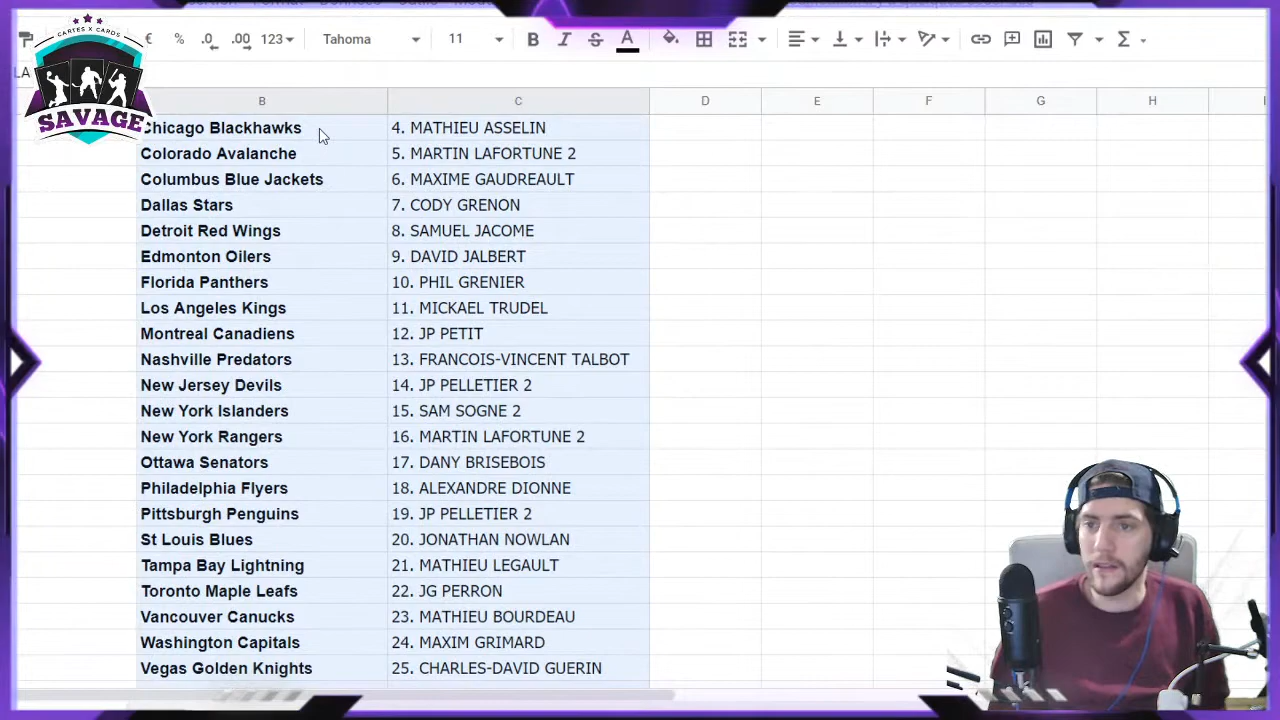 € % .0 .00 123 Tahoma 11 B I S A Σ
LA
CARTES X CARDS
SAVAGE
B C D E F G H
Chicago Blackhawks 4. MATHIEU ASSELIN
Colorado Avalanche 5. MARTIN LAFORTUNE 2
Columbus Blue Jackets 6. MAXIME GAUDREAULT
Dallas Stars 7. CODY GRENON
Detroit Red Wings 8. SAMUEL JACOME
Edmonton Oilers 9. DAVID JALBERT
Florida Panthers 10. PHIL GRENIER
Los Angeles Kings 11. MICKAEL TRUDEL
Montreal Canadiens 12. JP PETIT
Nashville Predators 13. FRANCOIS-VINCENT TALBOT
New Jersey Devils 14. JP PELLETIER 2
New York Islanders 15. SAM SOGNE 2
New York Rangers 16. MARTIN LAFORTUNE 2
Ottawa Senators 17. DANY BRISEBOIS
Philadelphia Flyers 18. ALEXANDRE DIONNE
Pittsburgh Penguins 19. JP PELLETIER 2
St Louis Blues 20. JONATHAN NOWLAN
Tampa Bay Lightning 21. MATHIEU LEGAULT
Toronto Maple Leafs 22. JG PERRON
Vancouver Canucks 23. MATHIEU BOURDEAU
Washington Capitals 24. MAXIM GRIMARD
Vegas Golden Knights 25. CHARLES-DAVID GUERIN